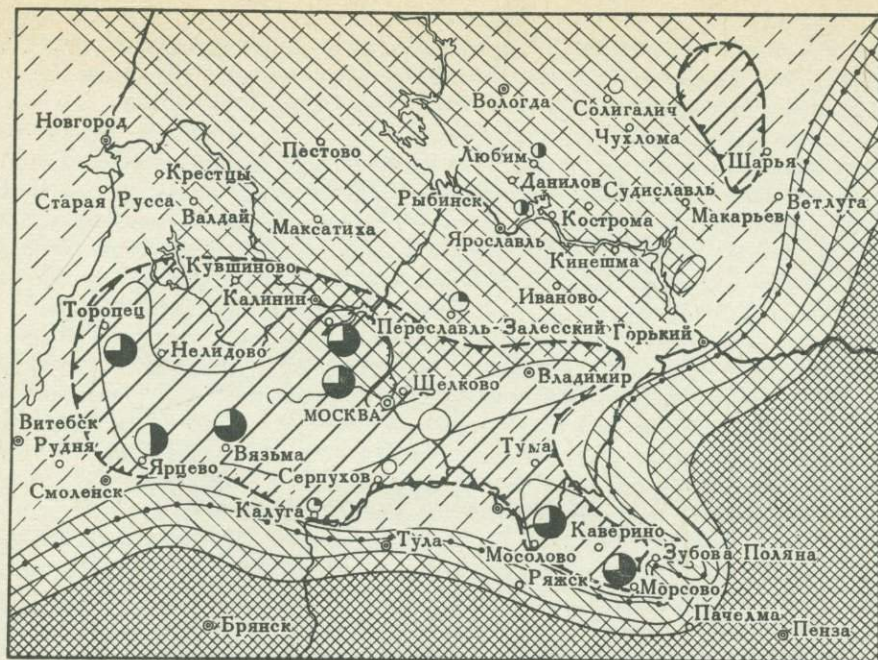 Вологда
Солигалич
Чухлома
Новгород
Пестово
Любим
Шарья
Крестцы
Данилов
Судиславль
Старая Русса
Рыбинск
Ветлуга
Валдай
Кострома
Макарьев
Максатиха
Ярославль
Кинешма
Кувшиново
Иваново
Калинин
Торопец
Переславль-Залесский
Горький
Нелидово
Щелково
Владимир
МОСКВА
Витебск
Рудня
Вязьма
Тума
Ярцево
Серпухов
Смоленск
Калуга
Каверино
Тула
Мосолово
Зубова Поляна
Ряжск
Морсово
Пачелма
Брянск
Пенза